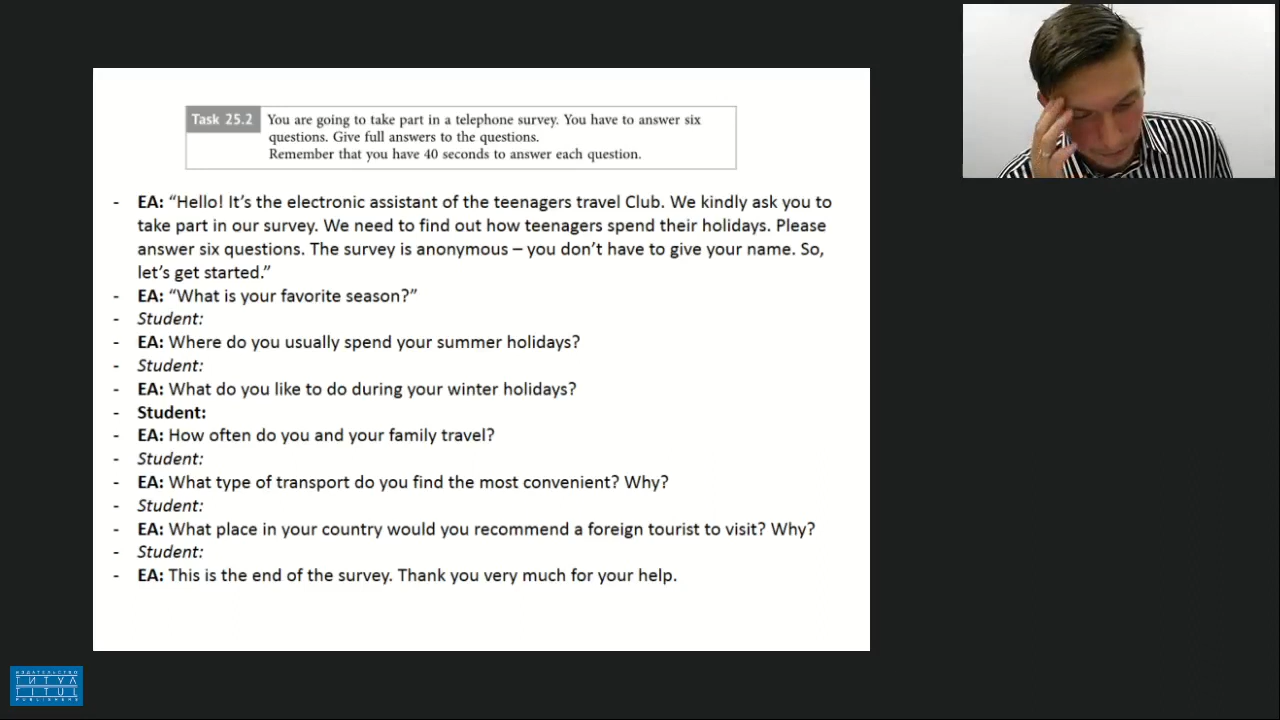 Task 25.2 You are going to take part in a telephone survey. You have to answer six
questions. Give full answers to the questions.
Remember that you have 40 seconds to answer each question.
- EA: “Hello! It’s the electronic assistant of the teenagers travel Club. We kindly ask you to
take part in our survey. We need to find out how teenagers spend their holidays. Please
answer six questions. The survey is anonymous – you don’t have to give your name. So,
let’s get started.”
- EA: “What is your favorite season?”
- Student:
- EA: Where do you usually spend your summer holidays?
- Student:
- EA: What do you like to do during your winter holidays?
- Student:
- EA: How often do you and your family travel?
- Student:
- EA: What type of transport do you find the most convenient? Why?
- Student:
- EA: What place in your country would you recommend a foreign tourist to visit? Why?
- Student:
- EA: This is the end of the survey. Thank you very much for your help.
ИЗДАТЕЛЬСТВО
ТИТУЛ
TITUL
PUBLISHERS